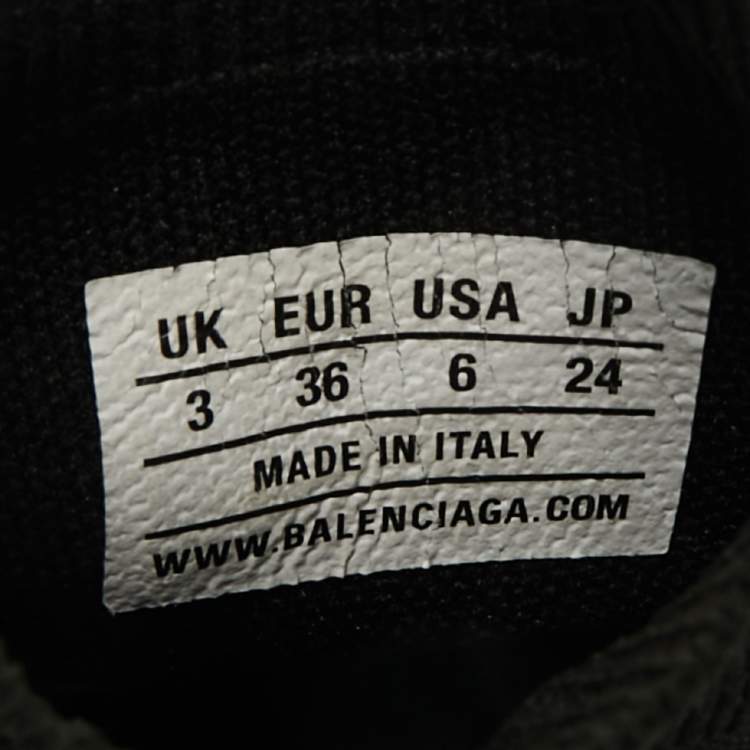 UK EUR USA JP
3 36 6 24
MADE IN ITALY
WWW.BALENCIAGA.COM